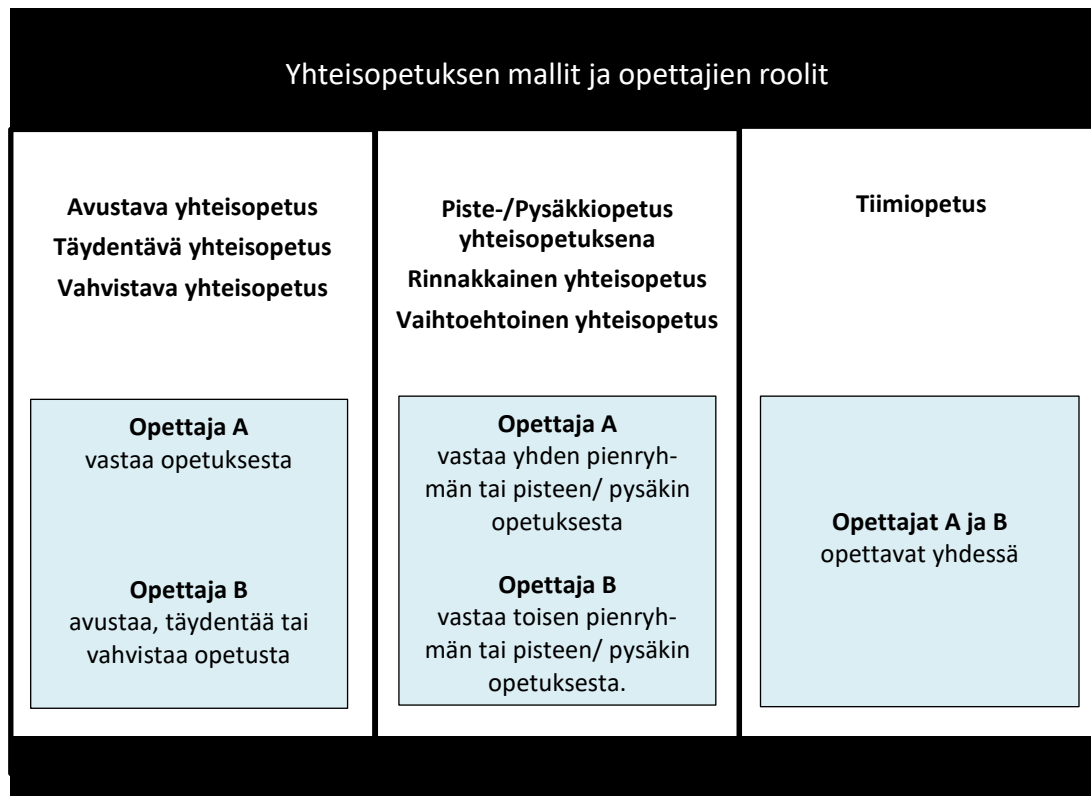 Yhteisopetuksen mallit ja opettajien roolit
Avustava yhteisopetus
Täydentävä yhteisopetus
Vahvistava yhteisopetus
Opettaja A
vastaa opetuksesta
Opettaja B
avustaa, täydentää tai
vahvistaa opetusta
Piste-/Pysäkkiopetus
yhteisopetuksena
Rinnakkainen yhteisopetus
Vaihtoehtoinen yhteisopetus
Opettaja A
vastaa yhden pienryh-
män tai pisteen/ pysäkin
opetuksesta
Opettaja B
vastaa toisen pienryh-
män tai pisteen/ pysäkin
opetuksesta.
Tiimiopetus
Opettajat A ja B
opettavat yhdessä